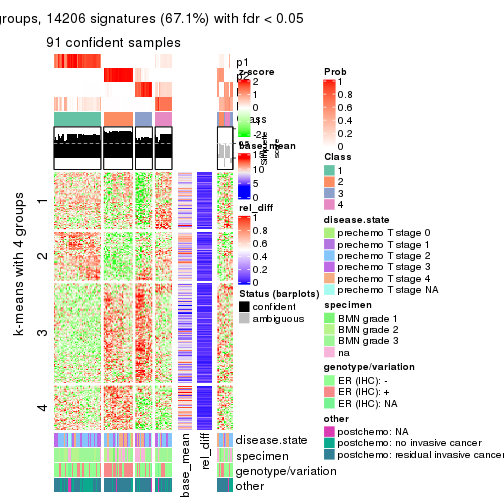 groups, 14206 signatures (67.1%) with fdr < 0.05
91 confident samples
p1
p2
z-score
2
1
0
-1
-2
base_mean
15
10
5
0
rel_diff
1
0.8
0.6
0.4
0.2
0
Status (barplots)
confident
ambiguous
Silhouette
score
k-means with 4 groups
1
2
3
4
base_mean
rel_diff
disease.state
specimen
genotype/variation
other
Prob
1
0.8
0.6
0.4
0.2
0
Class
1
2
3
4
disease.state
prechemo T stage 0
prechemo T stage 1
prechemo T stage 2
prechemo T stage 3
prechemo T stage 4
prechemo T stage NA
specimen
BMN grade 1
BMN grade 2
BMN grade 3
na
genotype/variation
ER (IHC): -
ER (IHC): +
ER (IHC): NA
other
postchemo: NA
postchemo: no invasive cancer
postchemo: residual invasive cancer